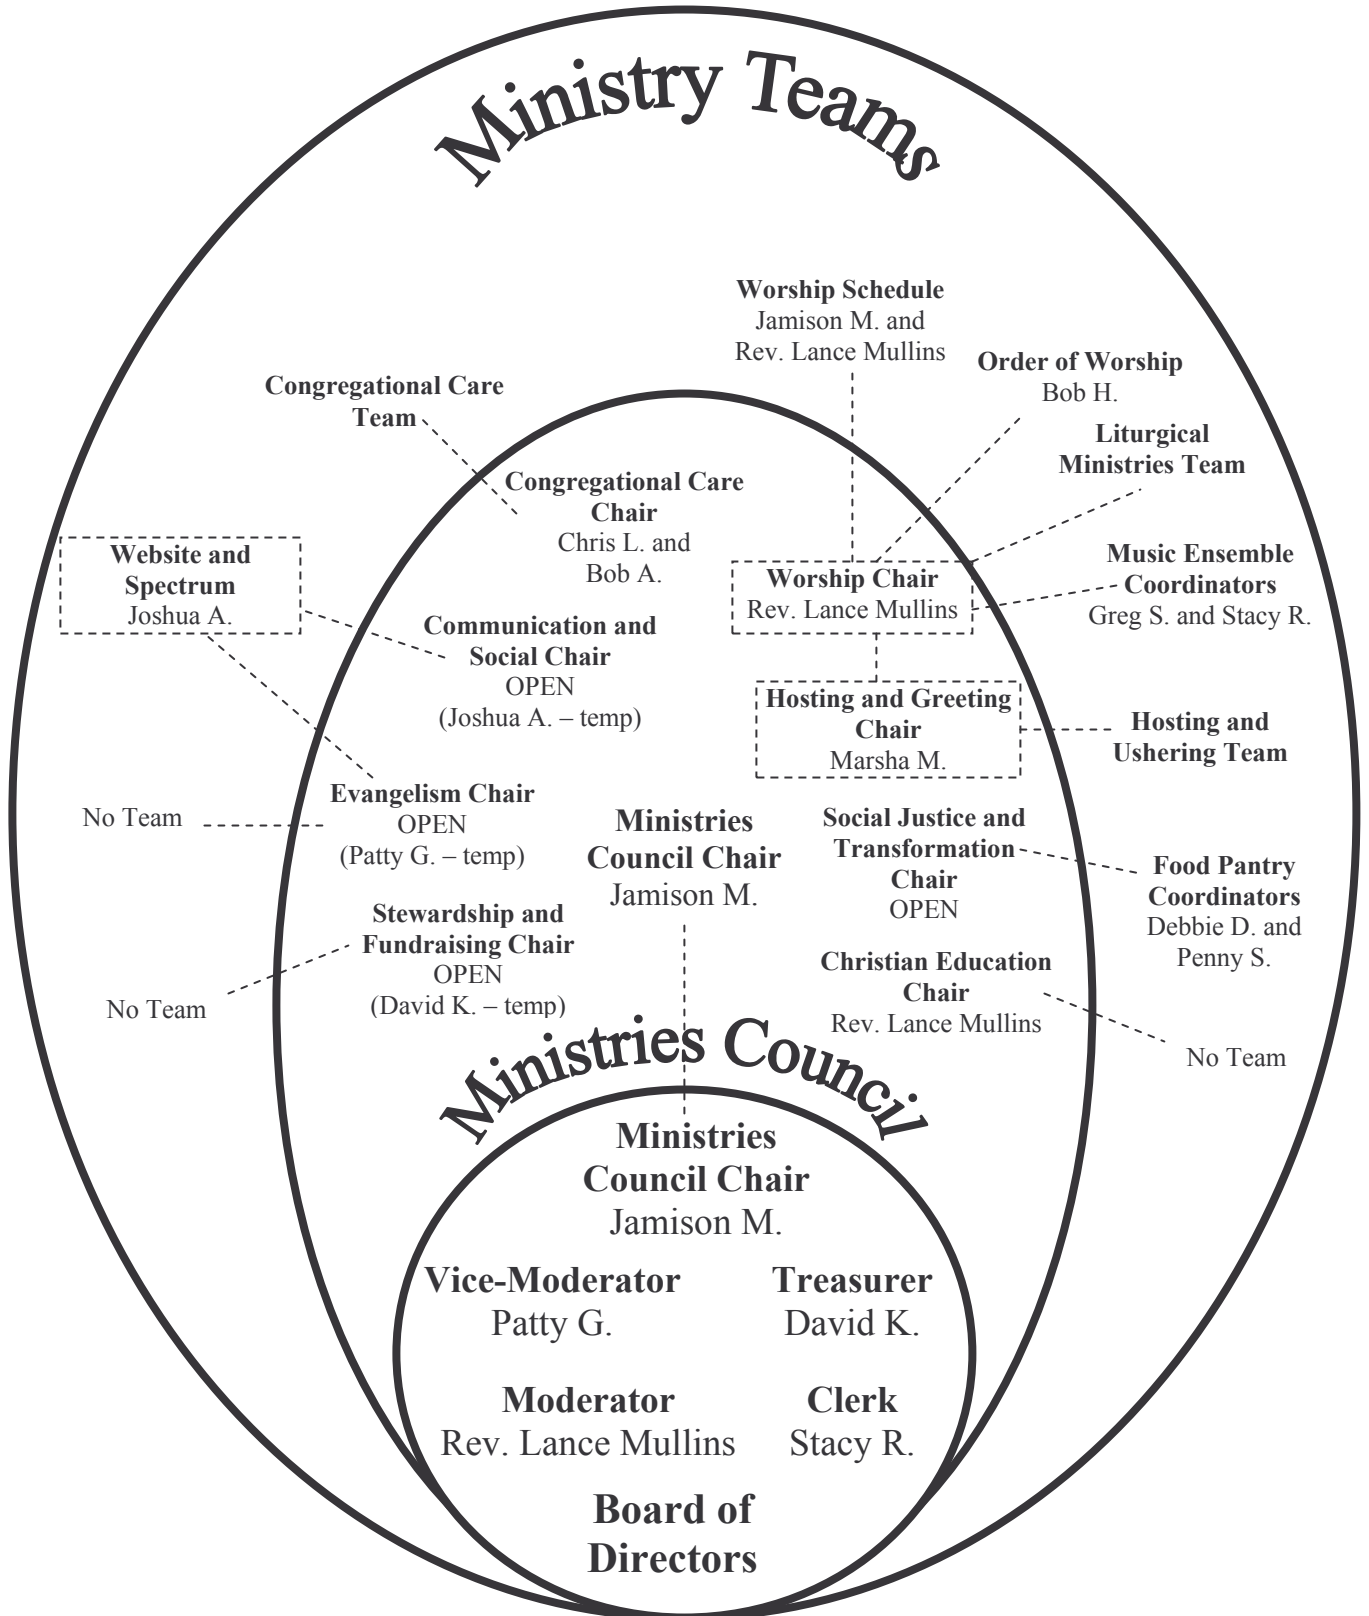 Ministry Teams
Worship Schedule
Jamison M. and
Rev. Lance Mullins
Order of Worship
Bob H.
Congregational Care
Team
Liturgical
Ministries Team
Congregational Care
Chair
Chris L. and
Bob A.
Website and
Spectrum
Joshua A.
Worship Chair
Rev. Lance Mullins
Music Ensemble
Coordinators
Greg S. and Stacy R.
Communication and
Social Chair
OPEN
(Joshua A. – temp)
Hosting and Greeting
Chair
Marsha M.
Hosting and
Ushering Team
No Team
Evangelism Chair
OPEN
(Patty G. – temp)
Ministries
Council Chair
Jamison M.
Social Justice and
Transformation
Chair
OPEN
Food Pantry
Coordinators
Debbie D. and
Penny S.
No Team
Stewardship and
Fundraising Chair
OPEN
(David K. – temp)
Christian Education
Chair
Rev. Lance Mullins
No Team
Ministries Council
Ministries
Council Chair
Jamison M.
Vice-Moderator
Patty G.
Treasurer
David K.
Moderator
Rev. Lance Mullins
Clerk
Stacy R.
Board of
Directors